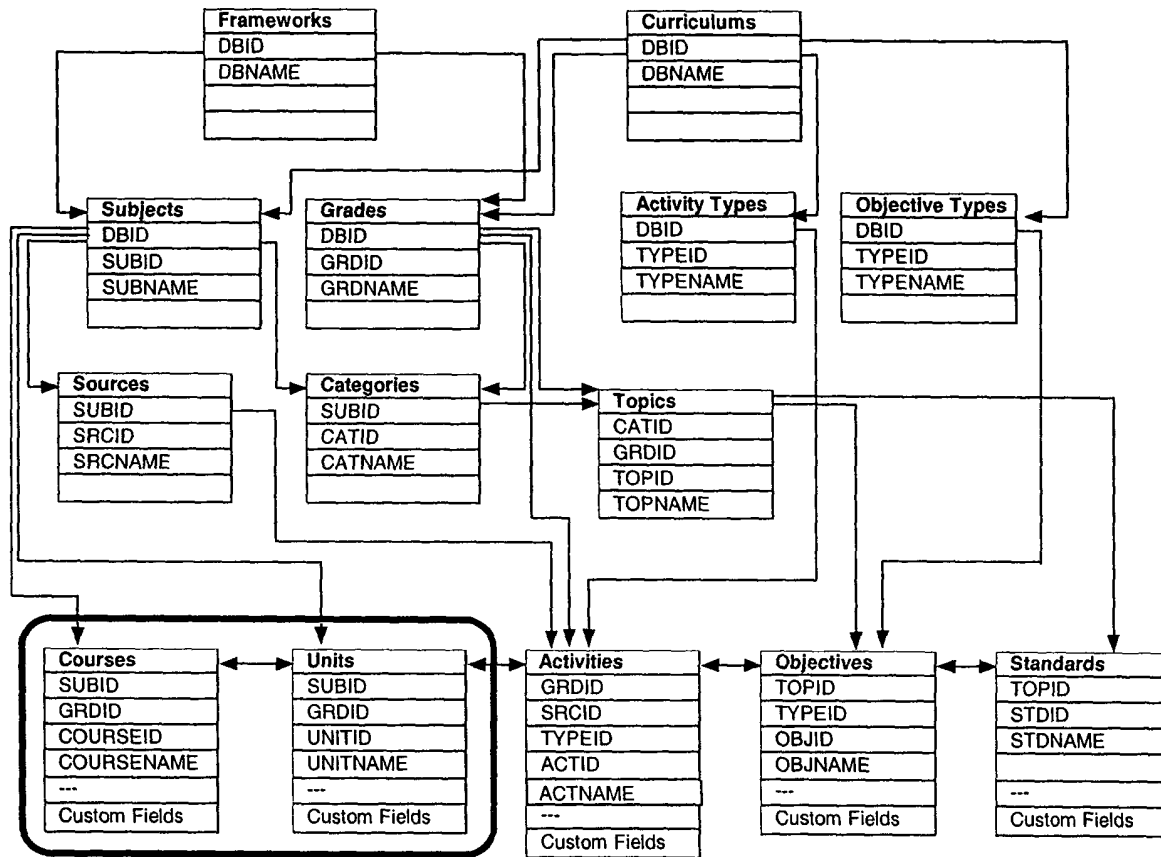 Frameworks
DBID
DBNAME
Curriculums
DBID
DBNAME
Subjects
DBID
SUBID
SUBNAME
Grades
DBID
GRDID
GRDNAME
Activity Types
DBID
TYPEID
TYPENAME
Objective Types
DBID
TYPEID
TYPENAME
Sources
SUBID
SRCID
SRCNAME
Categories
SUBID
CATID
CATNAME
Topics
CATID
GRDID
TOPID
TOPNAME
Courses
SUBID
GRDID
COURSEID
COURSENAME
---
Custom Fields
Units
SUBID
GRDID
UNITID
UNITNAME
---
Custom Fields
Activities
GRDID
SRCID
TYPEID
ACTID
ACTNAME
---
Custom Fields
Objectives
TOPID
TYPEID
OBJID
OBJNAME
---
Custom Fields
Standards
TOPID
STDID
STDNAME
---
Custom Fields